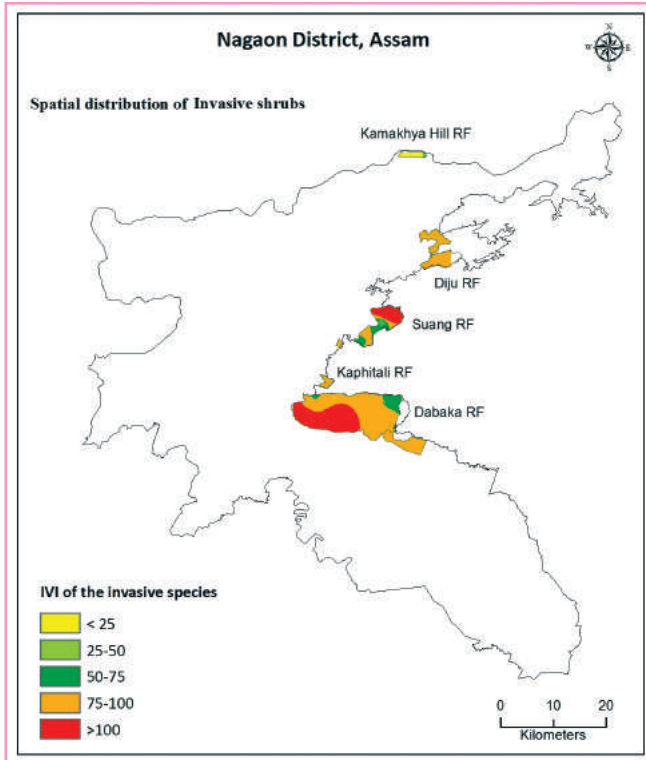 Nagaon District, Assam
N
W E
S
Spatial distribution of Invasive shrubs
Kamakhya Hill RF
Diju RF
Suang RF
Kaphitali RF
Dabaka RF
IVI of the invasive species
< 25
25-50
50-75
75-100
>100
0 10 20
Kilometers